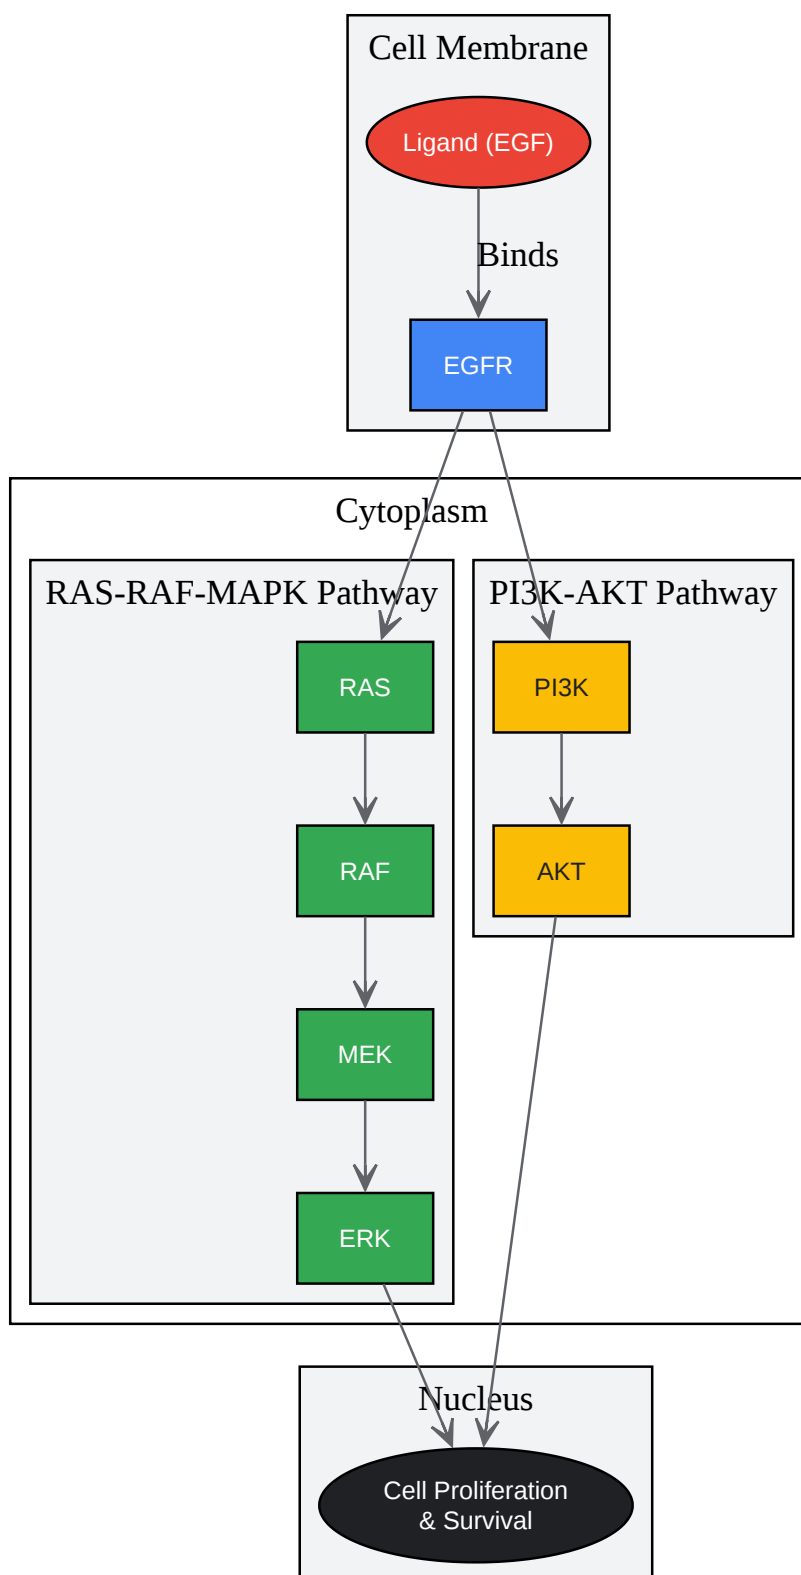 Cell Membrane
Ligand (EGF)
Binds
EGFR
Cytoplasm
RAS-RAF-MAPK Pathway
PI3K-AKT Pathway
RAS
PI3K
RAF
AKT
MEK
ERK
Nucleus
Cell Proliferation
& Survival